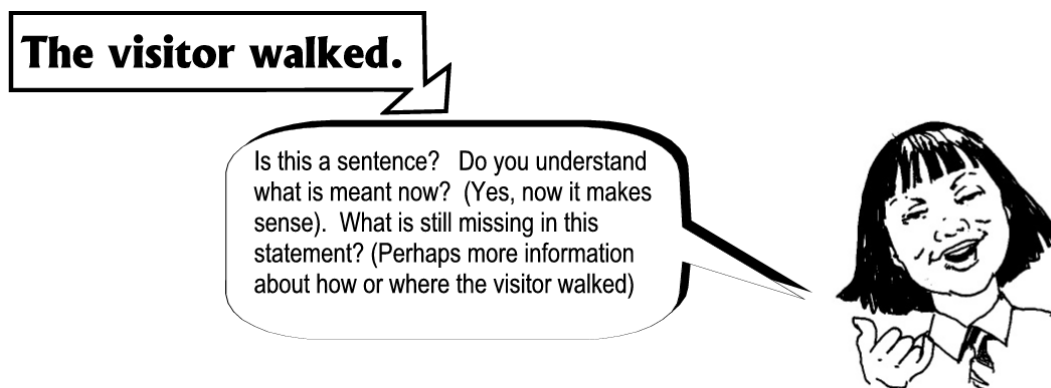 The visitor walked.
Is this a sentence?   Do you understand
what is meant now?  (Yes, now it makes
sense).  What is still missing in this
statement? (Perhaps more information
about how or where the visitor walked)